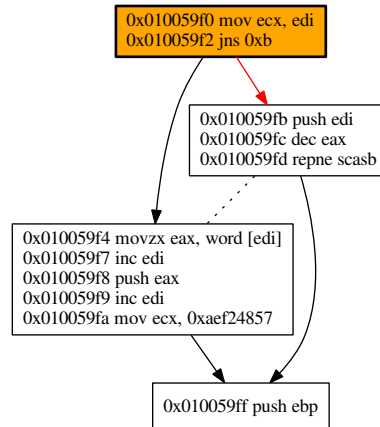 0x010059f0 mov ecx, edi
0x010059f2 jns 0xb
0x010059fb push edi
0x010059fc dec eax
0x010059fd repne scasb
0x010059f4 movzx eax, word [edi]
0x010059f7 inc edi
0x010059f8 push eax
0x010059f9 inc edi
0x010059fa mov ecx, 0xaef24857
0x010059ff push ebp